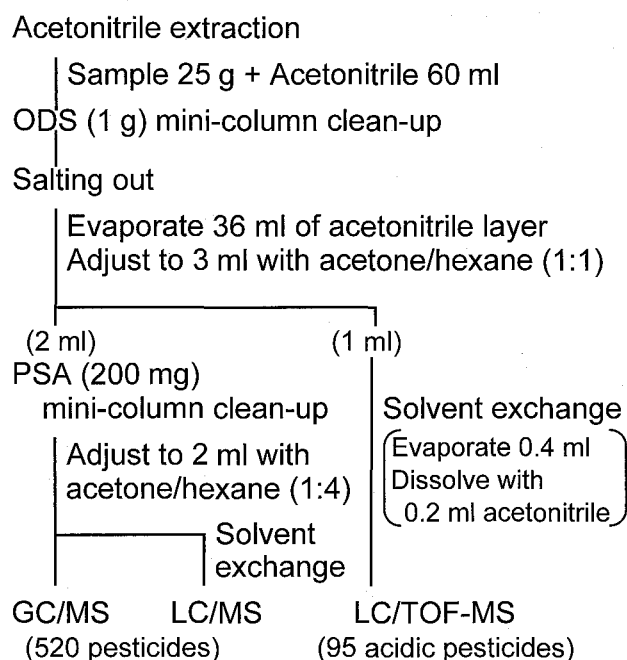 Acetonitrile extraction
Sample 25 g + Acetonitrile 60 ml
ODS (1 g) mini-column clean-up
Salting out
Evaporate 36 ml of acetonitrile layer
Adjust to 3 ml with acetone/hexane (1:1)
(2 ml)
PSA (200 mg)
mini-column clean-up
Adjust to 2 ml with
acetone/hexane (1:4)
Solvent
exchange
(1 ml)
Solvent exchange
Evaporate 0.4 ml
Dissolve with
0.2 ml acetonitrile
GC/MS LC/MS LC/TOF-MS
(520 pesticides) (95 acidic pesticides)